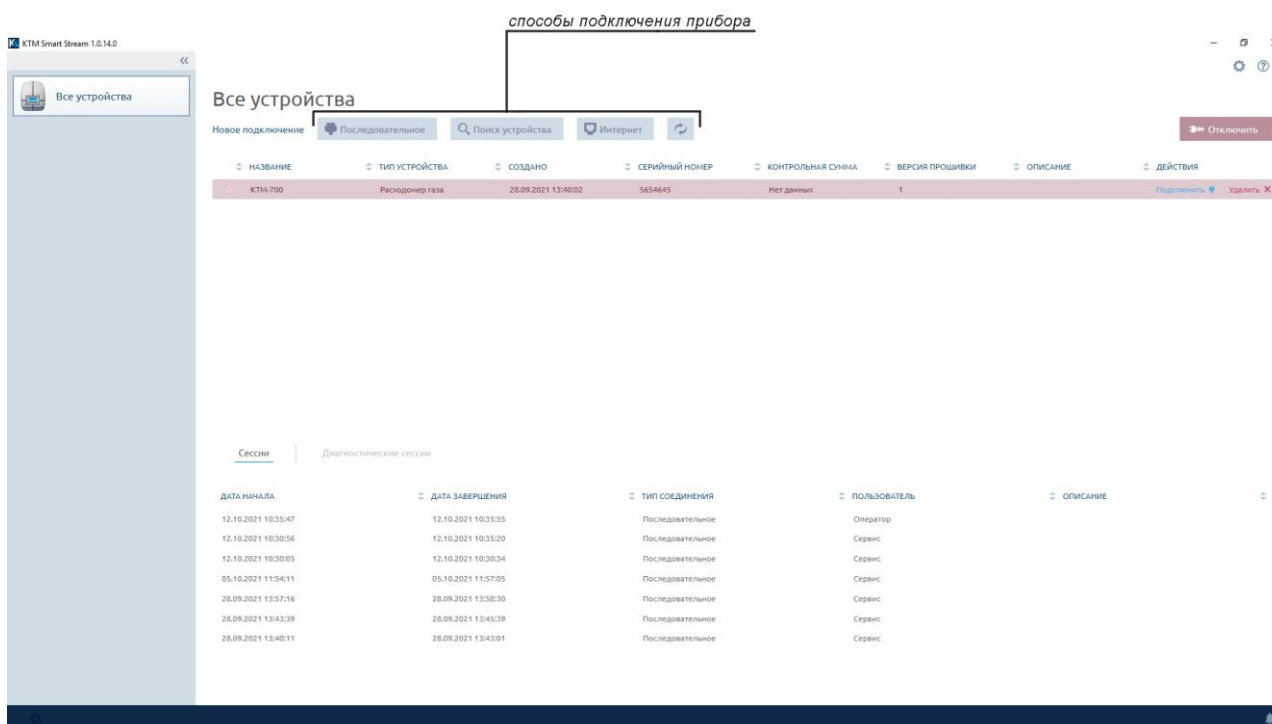 способы подключения прибора
KTM Smart Stream 1.0.14.0
Все устройства
Все устройства
Новое подключение Последовательное Поиск устройства Интернет Отключить
НАЗВАНИЕ ТИП УСТРОЙСТВА СОЗДАНО СЕРИЙНЫЙ НОМЕР КОНТРОЛЬНАЯ СУММА ВЕРСИЯ ПРОШИВКИ ОПИСАНИЕ ДЕЙСТВИЯ
КТМ-700 Расходомер газа 28.09.2021 13:40:02 5654645 Нет данных 1 Подключить Удалить
Сессии Диагностические сессии
ДАТА НАЧАЛА ДАТА ЗАВЕРШЕНИЯ ТИП СОЕДИНЕНИЯ ПОЛЬЗОВАТЕЛЬ ОПИСАНИЕ
12.10.2021 10:35:47 12.10.2021 10:35:55 Последовательное Оператор
12.10.2021 10:30:56 12.10.2021 10:35:20 Последовательное Сервис
12.10.2021 10:30:05 12.10.2021 10:30:34 Последовательное Сервис
05.10.2021 11:54:11 05.10.2021 11:57:05 Последовательное Сервис
28.09.2021 13:57:16 28.09.2021 13:58:30 Последовательное Сервис
28.09.2021 13:43:39 28.09.2021 13:45:39 Последовательное Сервис
28.09.2021 13:40:11 28.09.2021 13:43:01 Последовательное Сервис